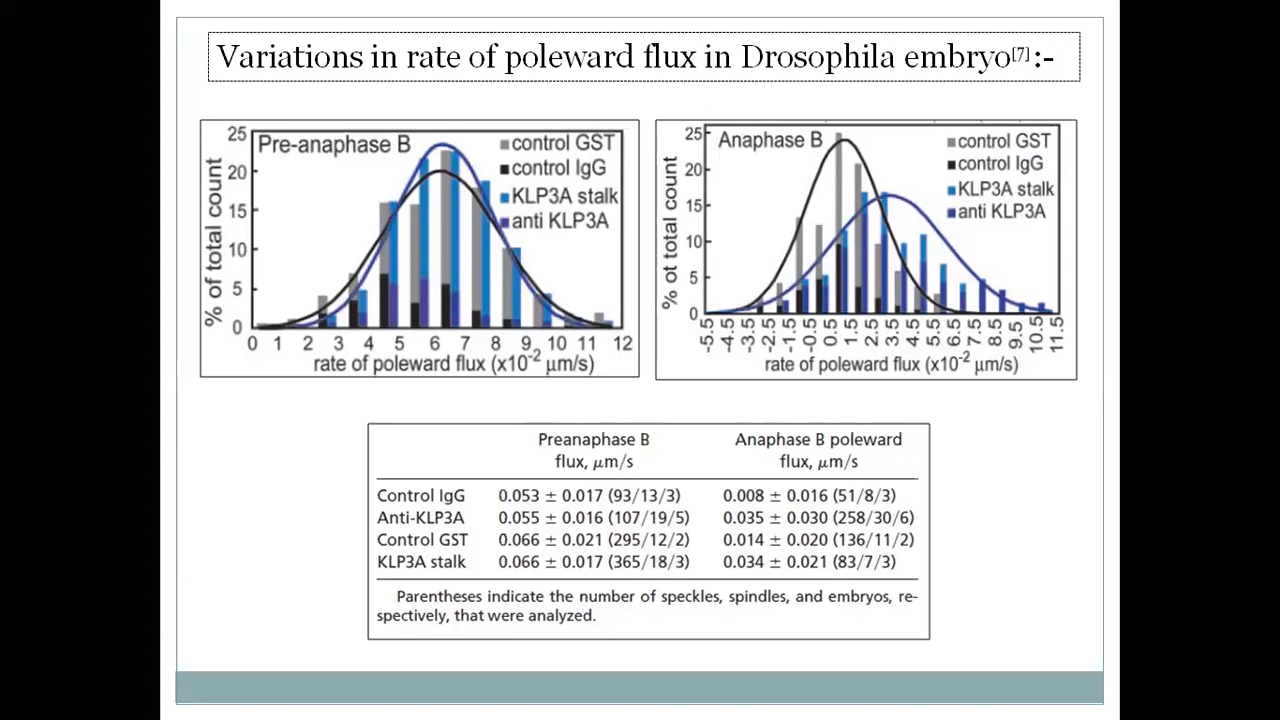 Variations in rate of poleward flux in Drosophila embryo[7]:-
Pre-anaphase B
control GST
control IgG
KLP3A stalk
anti KLP3A
% of total count
25
20
15
10
5
0
0 1 2 3 4 5 6 7 8 9 10 11 12
rate of poleward flux (x10-2 μm/s)
Anaphase B
control GST
control IgG
KLP3A stalk
anti KLP3A
% ot total count
25
20
15
10
5
0
-5.5 -4.5 -3.5 -2.5 -1.5 -0.5 0.5 1.5 2.5 3.5 4.5 5.5 6.5 7.5 8.5 9.5 10.5 11.5
rate of poleward flux (x10-2 μm/s)
Preanaphase B Anaphase B poleward
flux, μm/s flux, μm/s
Control IgG 0.053 ± 0.017 (93/13/3) 0.008 ± 0.016 (51/8/3)
Anti-KLP3A 0.055 ± 0.016 (107/19/5) 0.035 ± 0.030 (258/30/6)
Control GST 0.066 ± 0.021 (295/12/2) 0.014 ± 0.020 (136/11/2)
KLP3A stalk 0.066 ± 0.017 (365/18/3) 0.034 ± 0.021 (83/7/3)
Parentheses indicate the number of speckles, spindles, and embryos, re-
spectively, that were analyzed.